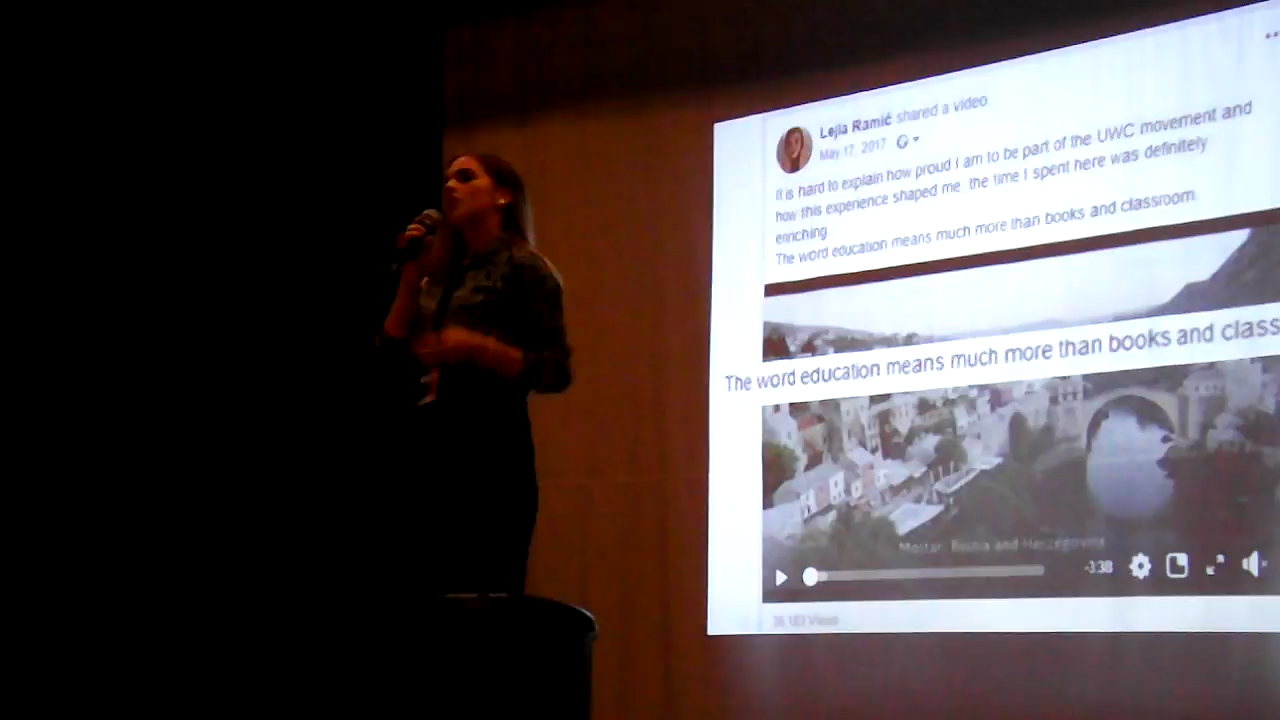 Lejla Ramić shared a video
May 17, 2017
It is hard to explain how proud I am to be part of the UWC movement and
how this experience shaped me, the time I spent here was definitely
enriching
The word education means much more than books and classroom.
The word education means much more than books and class
Mostar, Bosnia and Herzegovina
-3:38
Views